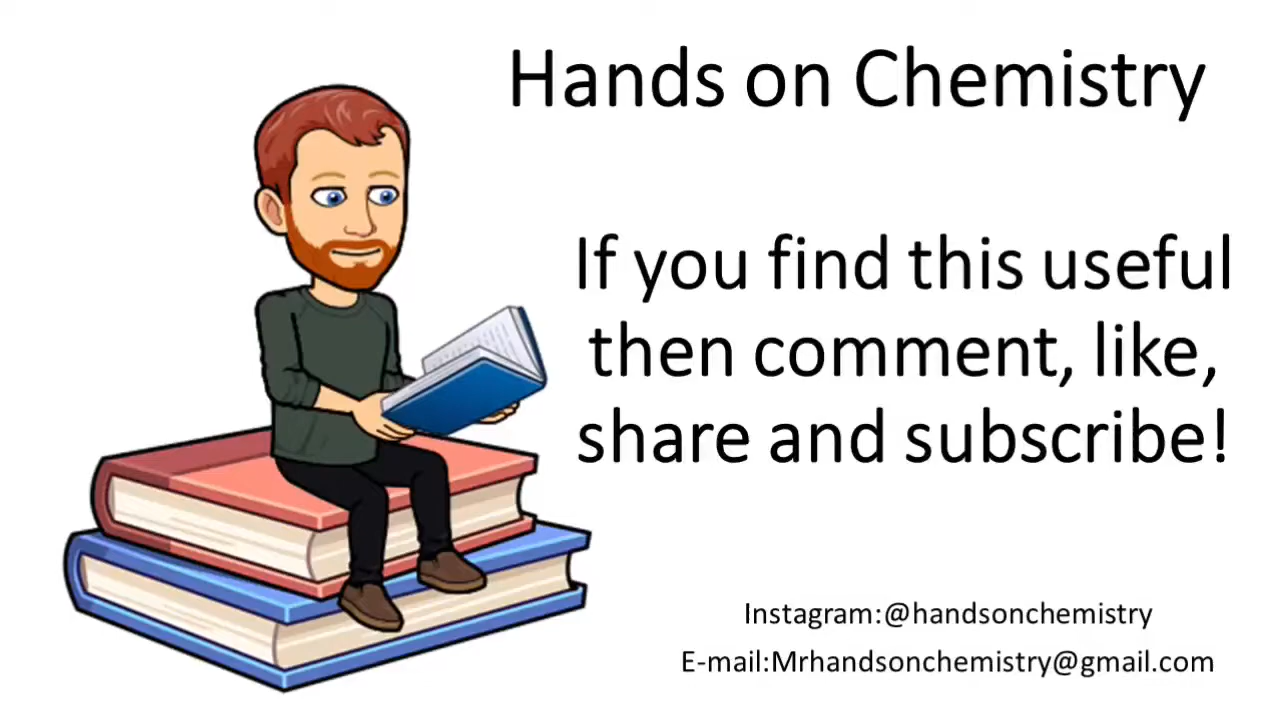 Hands on Chemistry
If you find this useful
then comment, like,
share and subscribe!
Instagram:@handsonchemistry
E-mail:Mrhandsonchemistry@gmail.com